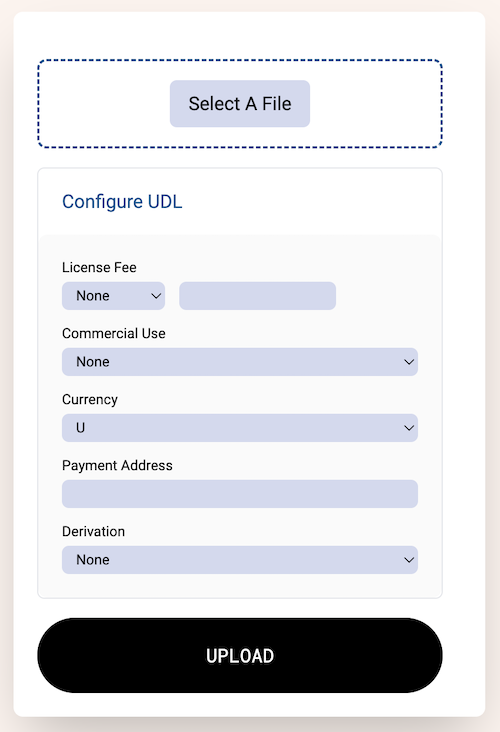 Select A File
Configure UDL
License Fee
None
Commercial Use
None
Currency
U
Payment Address
Derivation
None
UPLOAD